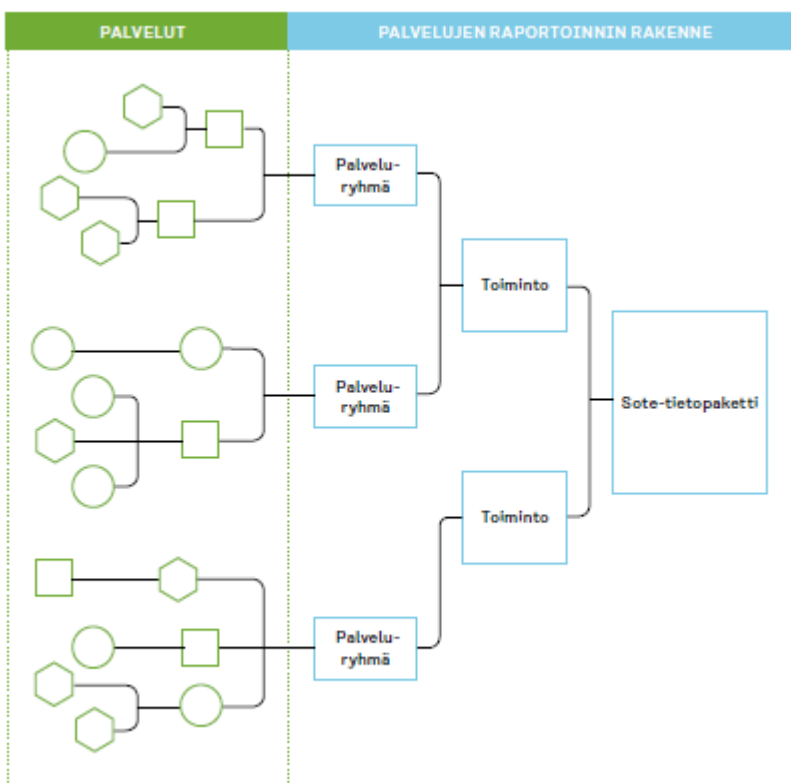 PALVELUT
PALVELUJEN RAPORTOINNIN RAKENNE
Palvelu-
ryhmä
Toiminto
Palvelu-
ryhmä
Sote-tietopaketti
Toiminto
Palvelu-
ryhmä